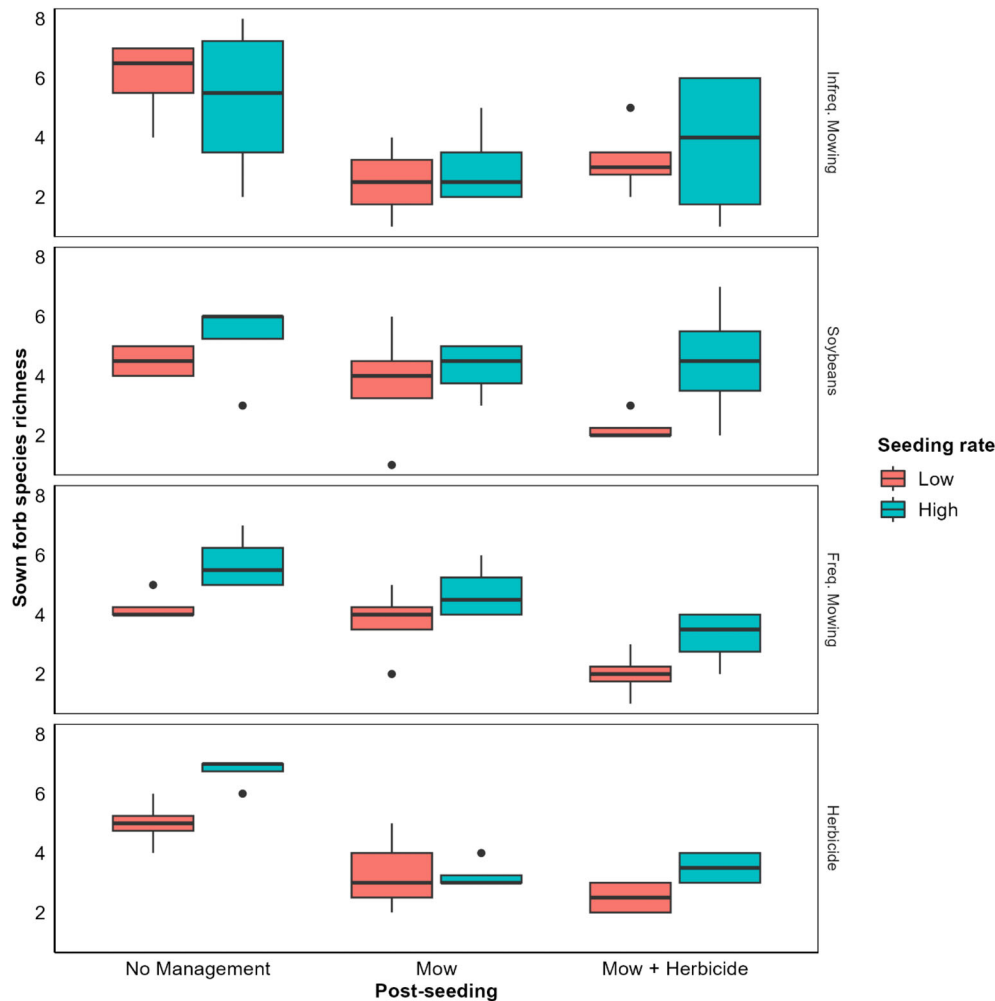 8
6
4
2
Infreq. Mowing
8
6
4
2
Soybeans
8
6
4
2
Freq. Mowing
8
6
4
2
Herbicide
Sown forb species richness
No Management
Mow
Mow + Herbicide
Post-seeding
Seeding rate
Low
High